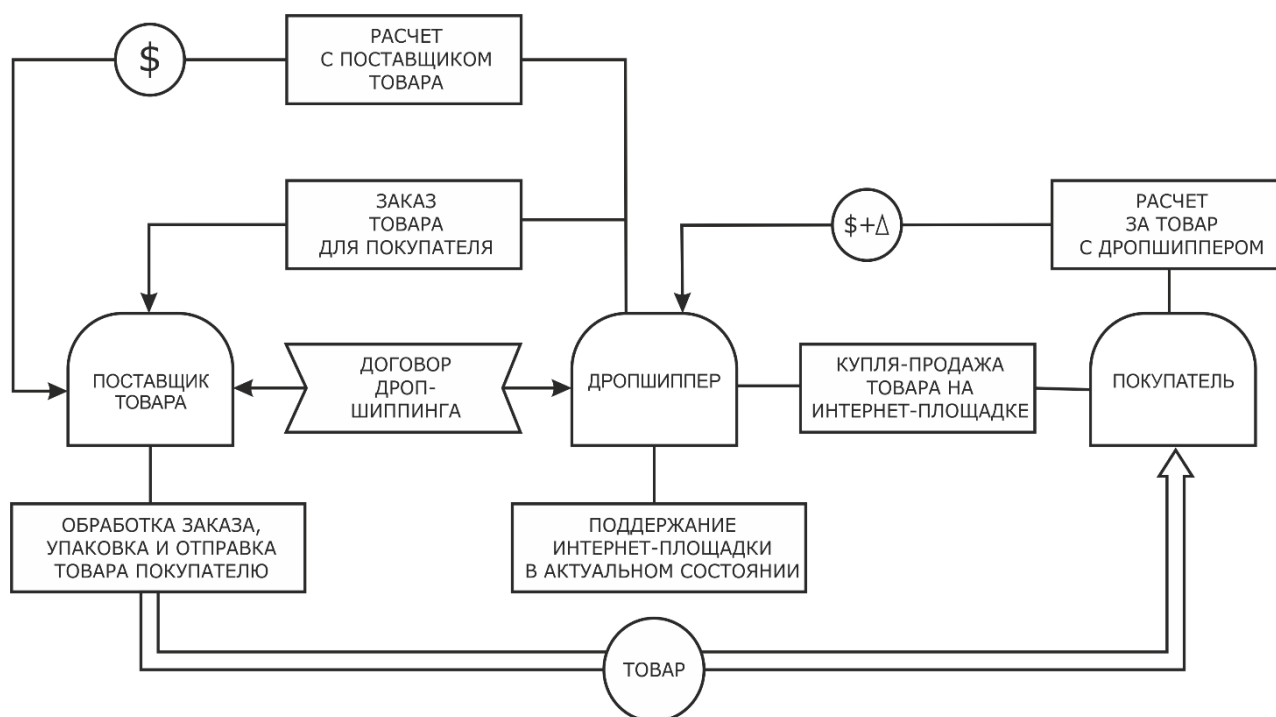 $
РАСЧЕТ
С ПОСТАВЩИКОМ
ТОВАРА
ЗАКАЗ
ТОВАРА
ДЛЯ ПОКУПАТЕЛЯ
$+Δ
РАСЧЕТ
ЗА ТОВАР
С ДРОПШИППЕРОМ
ПОСТАВЩИК
ТОВАРА
ДОГОВОР
ДРОП-
ШИППИНГА
ДРОПШИППЕР
КУПЛЯ-ПРОДАЖА
ТОВАРА НА
ИНТЕРНЕТ-ПЛОЩАДКЕ
ПОКУПАТЕЛЬ
ОБРАБОТКА ЗАКАЗА,
УПАКОВКА И ОТПРАВКА
ТОВАРА ПОКУПАТЕЛЮ
ПОДДЕРЖАНИЕ
ИНТЕРНЕТ-ПЛОЩАДКИ
В АКТУАЛЬНОМ СОСТОЯНИИ
ТОВАР